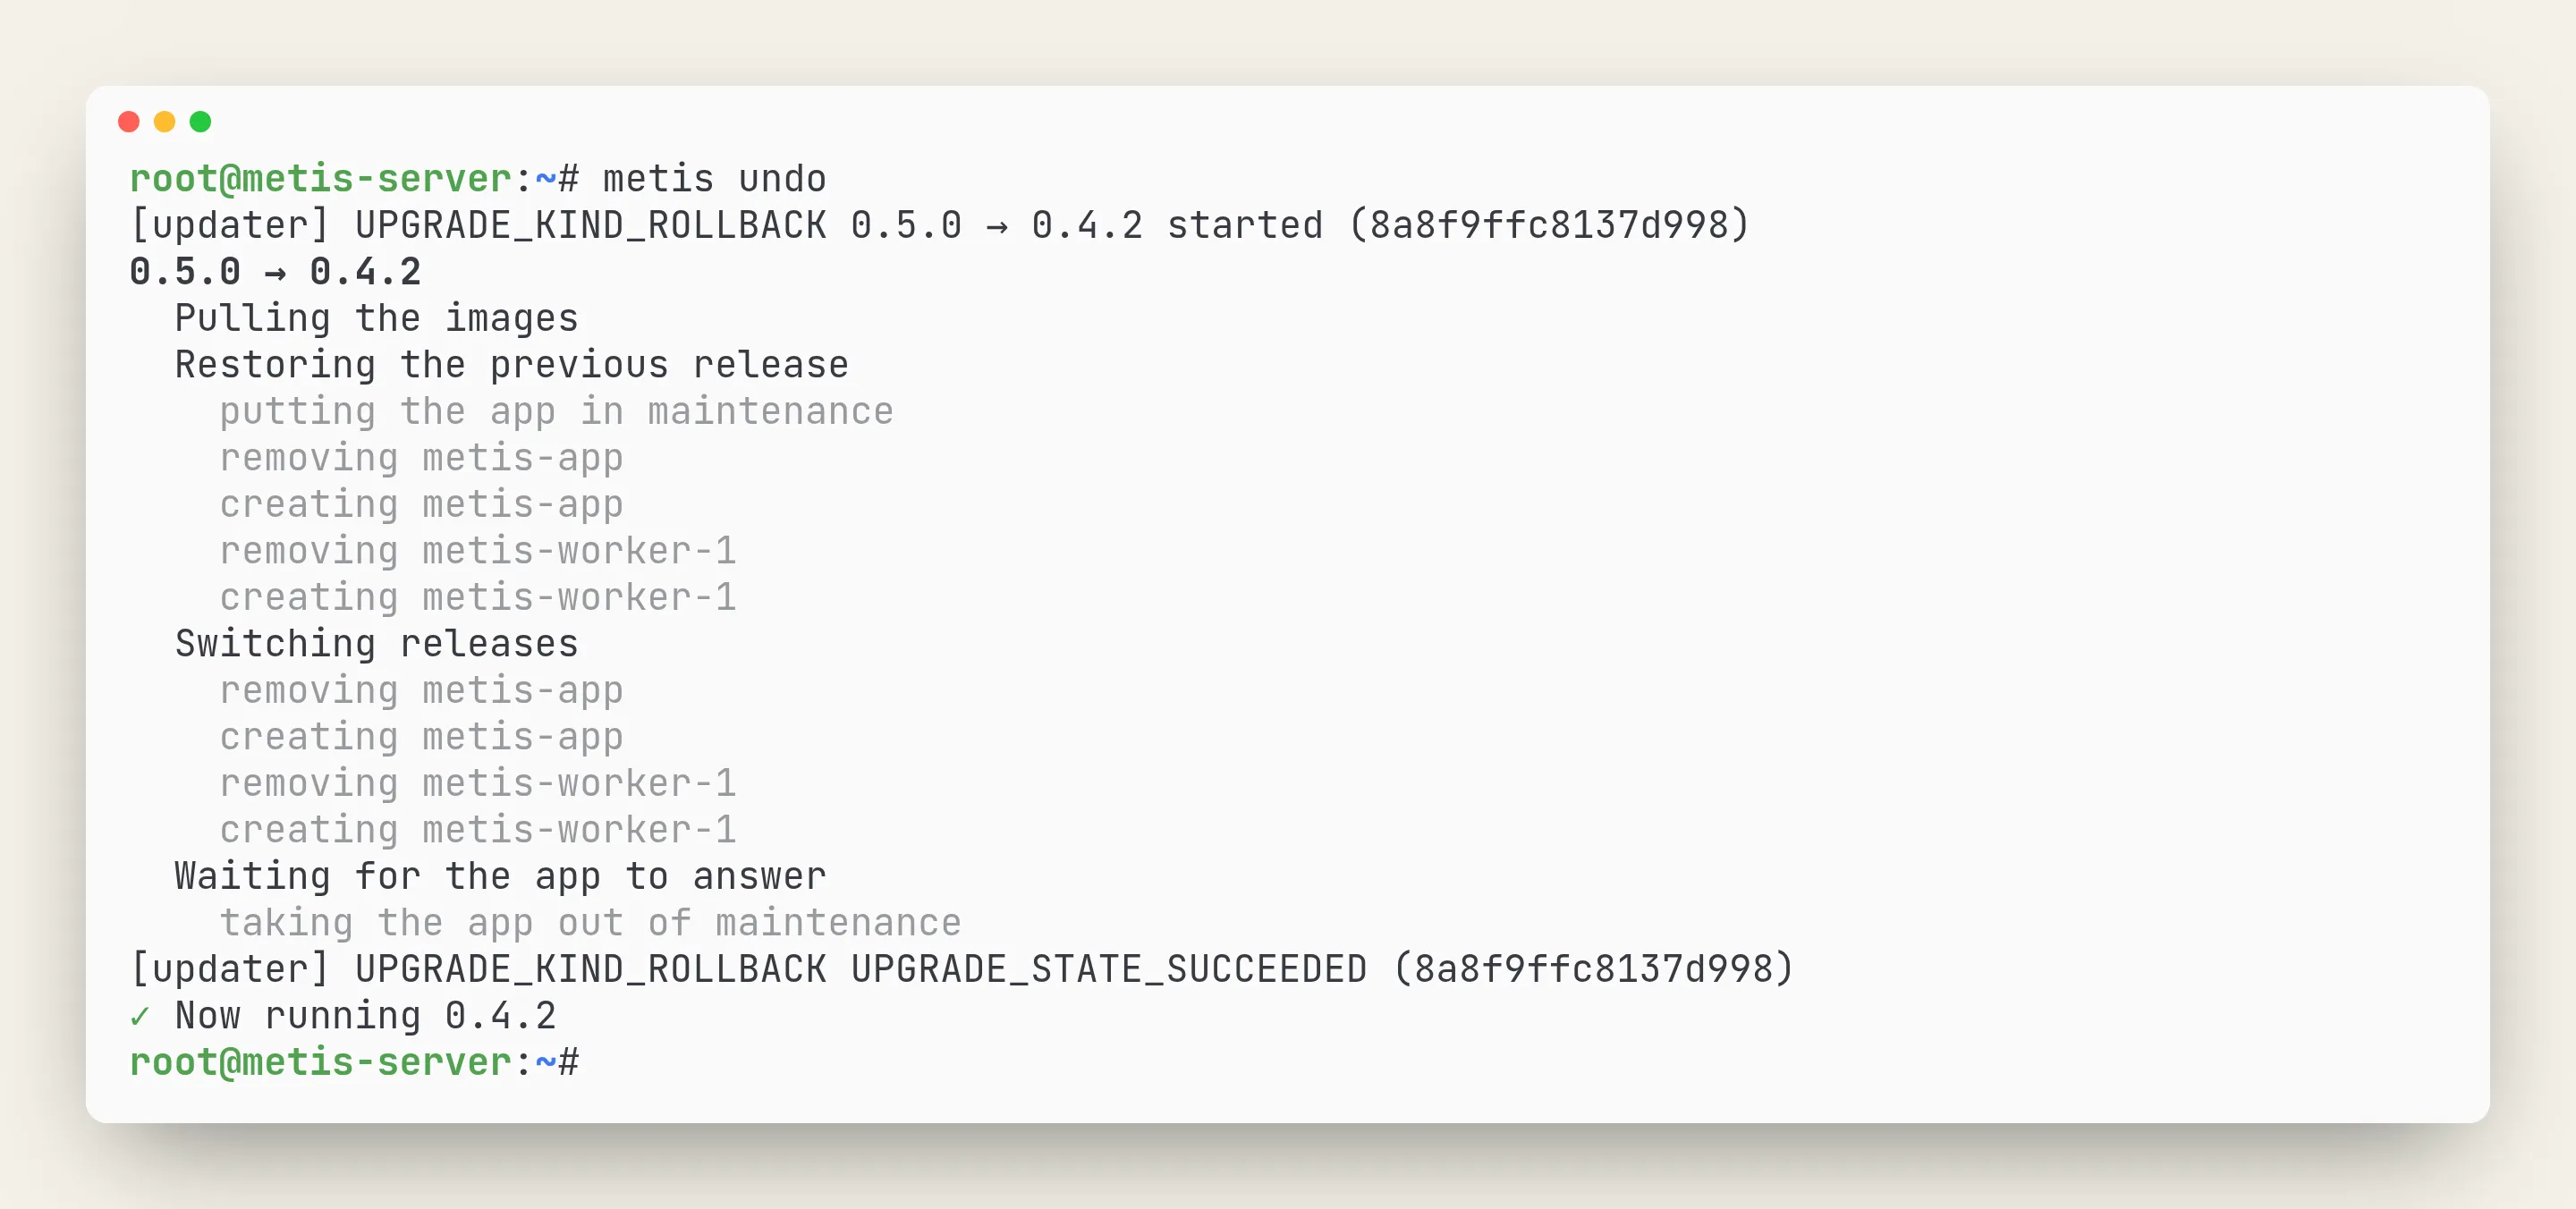 root@metis-server:~# metis undo
[updater] UPGRADE_KIND_ROLLBACK 0.5.0 → 0.4.2 started (8a8f9ffc8137d998)
0.5.0 → 0.4.2
  Pulling the images
  Restoring the previous release
    putting the app in maintenance
    removing metis-app
    creating metis-app
    removing metis-worker-1
    creating metis-worker-1
  Switching releases
    removing metis-app
    creating metis-app
    removing metis-worker-1
    creating metis-worker-1
  Waiting for the app to answer
    taking the app out of maintenance
[updater] UPGRADE_KIND_ROLLBACK UPGRADE_STATE_SUCCEEDED (8a8f9ffc8137d998)
✓ Now running 0.4.2
root@metis-server:~#